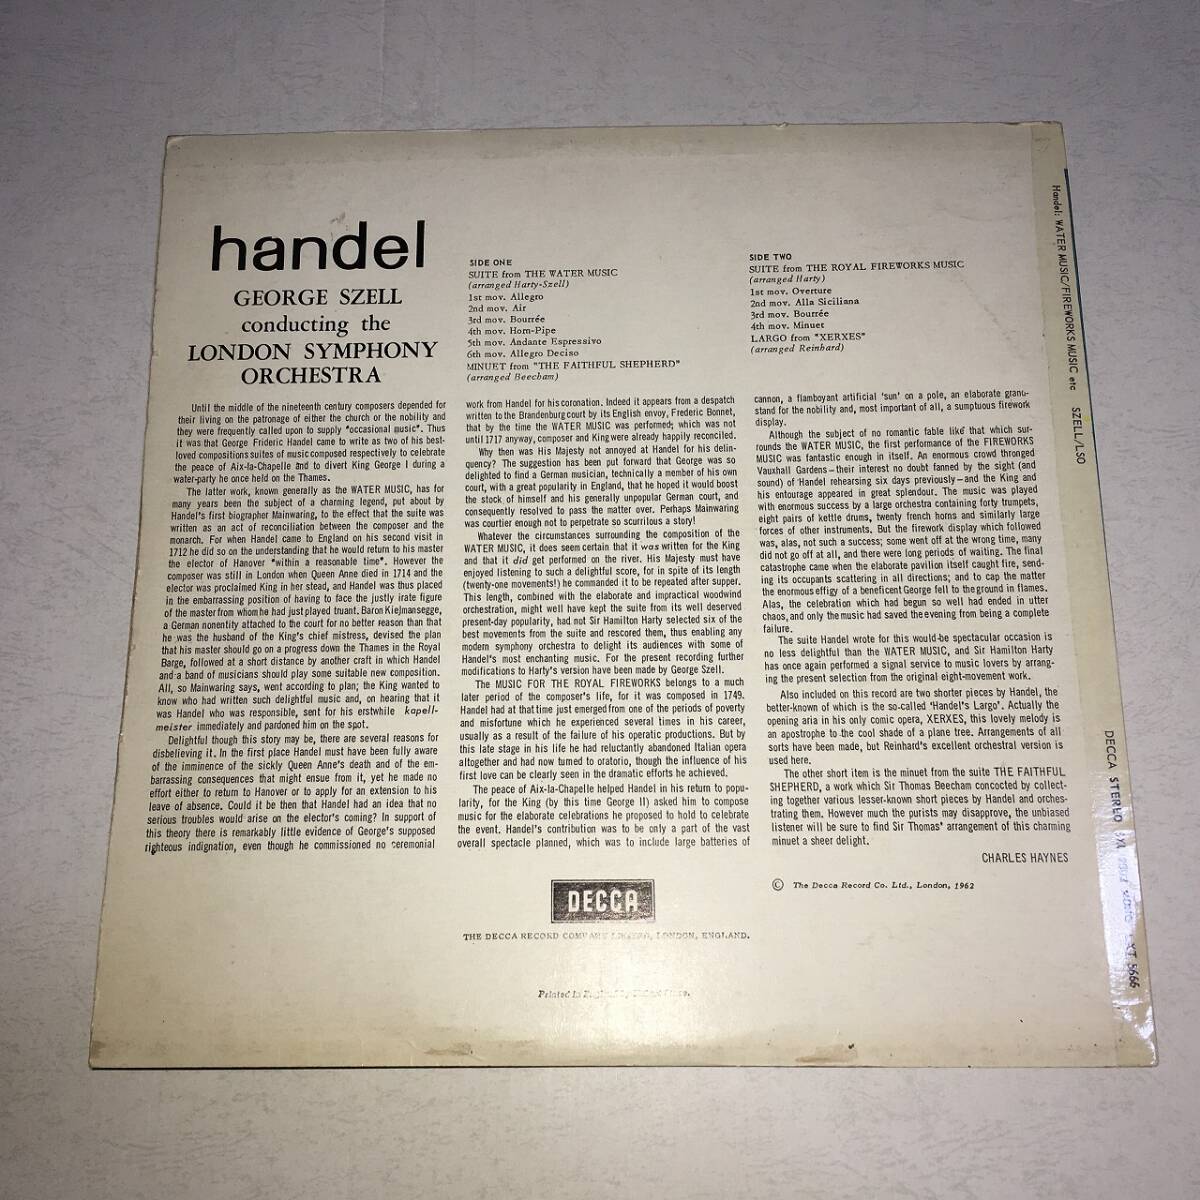 handel
GEORGE SZELL
conducting the
LONDON SYMPHONY
ORCHESTRA
SIDE ONE
SUITE from THE WATER MUSIC
(arranged Harty-Szell)
1st mov. Allegro
2nd mov. Air
3rd mov. Bourrée
4th mov. Horn-Pipe
5th mov. Andante Espressivo
6th mov. Allegro Deciso
MINUET from "THE FAITHFUL SHEPHERD"
(arranged Beecham)
SIDE TWO
SUITE from THE ROYAL FIREWORKS MUSIC
(arranged Harty)
1st mov. Overture
2nd mov. Alla Siciliana
3rd mov. Bourrée
4th mov. Minuet
LARGO from "XERXES"
(arranged Reinhard)
Until the middle of the nineteenth century composers depended for
their living on the patronage of either the church or the nobility and
they were frequently called upon to supply "occasional music". Thus
it was that George Frideric Handel came to write as two of his best-
loved compositions suites of music composed respectively to celebrate
the peace of Aix-la-Chapelle and to divert King George I during a
water-party he once held on the Thames.
The latter work, known generally as the WATER MUSIC, has for
many years been the subject of a charming legend, put about by
Handel's first biographer Mainwaring, to the effect that the suite was
written as an act of reconciliation between the composer and the
monarch. For when Handel came to England on his second visit in
1712 he did so on the understanding that he would return to his master
the elector of Hanover "within a reasonable time". However the
composer was still in London when Queen Anne died in 1714 and the
elector was proclaimed King in her stead, and Handel was thus placed
in the embarrassing position of having to face the justly irate figure
of the master from whom he had just played truant. Baron Kielmansegge,
a German nonentity attached to the court for no better reason than that
he was the husband of the King's chief mistress, devised the plan
that his master should go on a progress down the Thames in the Royal
Barge, followed at a short distance by another craft in which Handel
and a band of musicians should play some suitable new composition.
All, so Mainwaring says, went according to plan; the King wanted to
know who had written such delightful music and, on hearing that it
was Handel who was responsible, sent for his erstwhile kapell-
meister immediately and pardoned him on the spot.
Delightful though this story may be, there are several reasons for
disbelieving it. In the first place Handel must have been fully aware
of the imminence of the sickly Queen Anne's death and of the em-
barrassing consequences that might ensue from it, yet he made no
effort either to return to Hanover or to apply for an extension to his
leave of absence. Could it be then that Handel had an idea that no
serious troubles would arise on the elector's coming? In support of
this theory there is remarkably little evidence of George's supposed
righteous indignation, even though he commissioned no ceremonial
work from Handel for his coronation. Indeed it appears from a despatch
written to the Brandenburg court by its English envoy, Frederic Bonnet,
that by the time the WATER MUSIC was performed; which was not
until 1717 anyway, composer and King were already happily reconciled.
Why then was His Majesty not annoyed at Handel for his delin-
quency? The suggestion has been put forward that George was so
delighted to find a German musician, technically a member of his own
court, with a great popularity in England, that he hoped it would boost
the stock of himself and his generally unpopular German court, and
consequently resolved to pass the matter over. Perhaps Mainwaring
was courtier enough not to perpetrate so scurrilous a story!
Whatever the circumstances surrounding the composition of the
WATER MUSIC, it does seem certain that it was written for the King
and that it did get performed on the river. His Majesty must have
enjoyed listening to such a delightful score, for in spite of its length
(twenty-one movements!) he commanded it to be repeated after supper.
This length, combined with the elaborate and impractical woodwind
orchestration, might well have kept the suite from its well deserved
present-day popularity, had not Sir Hamilton Harty selected six of the
best movements from the suite and rescored them, thus enabling any
modern symphony orchestra to delight its audiences with some of
Handel's most enchanting music. For the present recording further
modifications to Harty's version have been made by George Szell.
The MUSIC FOR THE ROYAL FIREWORKS belongs to a much
later period of the composer's life, for it was composed in 1749.
Handel had at that time just emerged from one of the periods of poverty
and misfortune which he experienced several times in his career,
usually as a result of the failure of his operatic productions. But by
this late stage in his life he had reluctantly abandoned Italian opera
altogether and had now turned to oratorio, though the influence of his
first love can be clearly seen in the dramatic efforts he achieved.
The peace of Aix-la-Chapelle helped Handel in his return to popu-
larity, for the King (by this time George II) asked him to compose
music for the elaborate celebrations he proposed to hold to celebrate
the event. Handel's contribution was to be only a part of the vast
overall spectacle planned, which was to include large batteries of
cannon, a flamboyant artificial 'sun' on a pole, an elaborate granu-
stand for the nobility and, most important of all, a sumptuous firework
display.
Although the subject of no romantic fable like that which sur-
rounds the WATER MUSIC, the first performance of the FIREWORKS
MUSIC was fantastic enough in itself. An enormous crowd thronged
Vauxhall Gardens – their interest no doubt fanned by the sight (and
sound) of Handel rehearsing six days previously – and the King and
his entourage appeared in great splendour. The music was played
with enormous success by a large orchestra containing forty trumpets,
eight pairs of kettle drums, twenty french horns and similarly large
forces of other instruments. But the firework display which followed
was, alas, not such a success; some went off at the wrong time, many
did not go off at all, and there were long periods of waiting. The final
catastrophe came when the elaborate pavilion itself caught fire, send-
ing its occupants scattering in all directions; and to cap the matter
the enormous effigy of a beneficent George fell to the ground in flames.
Alas, the celebration which had begun so well had ended in utter
chaos, and only the music had saved the evening from being a complete
failure.
The suite Handel wrote for this would-be spectacular occasion is
no less delightful than the WATER MUSIC, and Sir Hamilton Harty
has once again performed a signal service to music lovers by arrang-
ing the present selection from the original eight-movement work.
Also included on this record are two shorter pieces by Handel, the
better-known of which is the so-called 'Handel's Largo'. Actually the
opening aria in his only comic opera, XERXES, this lovely melody is
an apostrophe to the cool shade of a plane tree. Arrangements of all
sorts have been made, but Reinhard's excellent orchestral version is
used here.
The other short item is the minuet from the suite THE FAITHFUL
SHEPHERD, a work which Sir Thomas Beecham concocted by collect-
ing together various lesser-known short pieces by Handel and orches-
trating them. However much the purists may disapprove, the unbiased
listener will be sure to find Sir Thomas' arrangement of this charming
minuet a sheer delight.
CHARLES HAYNES
© The Decca Record Co. Ltd., London, 1962
DECCA
THE DECCA RECORD COMPANY LIMITED, LONDON, ENGLAND.
Printed in England by
Handel: WATER MUSIC/FIREWORKS MUSIC etc SZELL/LSO
DECCA STEREO 5666